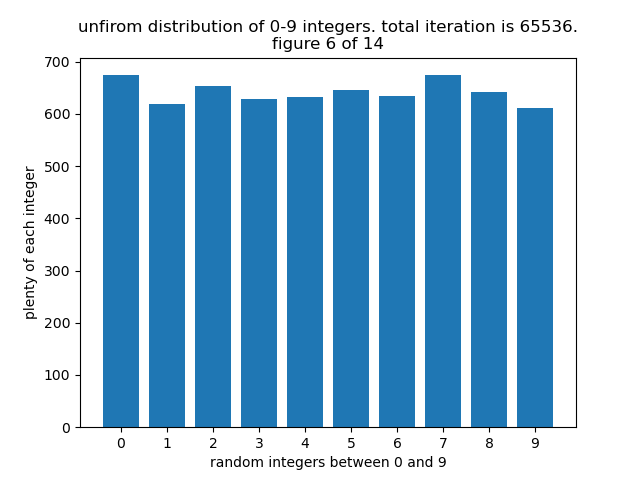 unfirom distribution of 0-9 integers. total iteration is 65536.
figure 6 of 14
700
600
500
400
300
200
100
0
plenty of each integer
0 1 2 3 4 5 6 7 8 9
random integers between 0 and 9